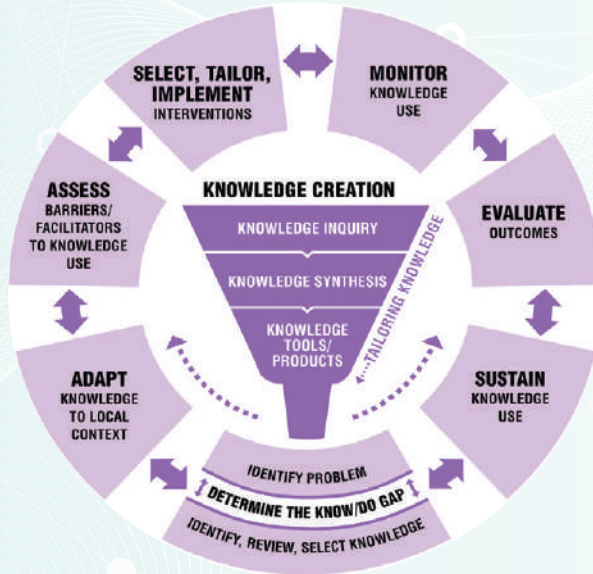 SELECT, TAILOR,
IMPLEMENT
INTERVENTIONS
MONITOR
KNOWLEDGE
USE
ASSESS
BARRIERS/
FACILITATORS
TO KNOWLEDGE
USE
KNOWLEDGE CREATION
KNOWLEDGE INQUIRY
KNOWLEDGE SYNTHESIS
KNOWLEDGE
TOOLS/
PRODUCTS
TAILORING KNOWLEDGE
EVALUATE
OUTCOMES
ADAPT
KNOWLEDGE
TO LOCAL
CONTEXT
SUSTAIN
KNOWLEDGE
USE
IDENTIFY PROBLEM
DETERMINE THE KNOW/DO GAP
IDENTIFY, REVIEW, SELECT KNOWLEDGE